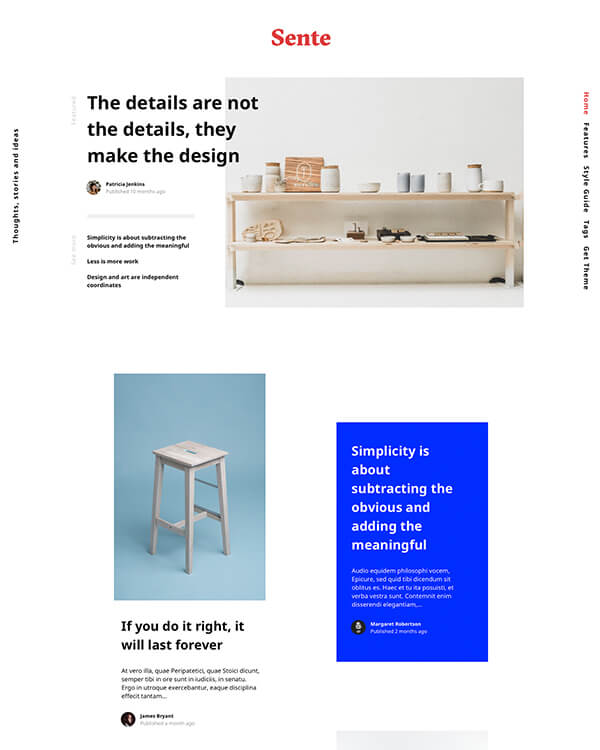 Sente
Thoughts, stories and ideas
Home
Features
Style Guide
Tags
Get Theme
Featured
The details are not
the details, they
make the design
Patricia Jenkins
Published 10 months ago
See more
Simplicity is about subtracting the
obvious and adding the meaningful
Less is more work
Design and art are independent
coordinates
If you do it right, it
will last forever
At vero illa, quae Peripatetici, quae Stoici dicunt,
semper tibi in ore sunt in iudiciis, in senatu.
Ergo in utroque exercebantur, eaque disciplina
effecit tantam...
James Bryant
Published a month ago
Simplicity is
about
subtracting the
obvious and
adding the
meaningful
Audio equidem philosophi vocem,
Epicure, sed quid tibi dicendum sit
oblitus es. Haec et tu ita posuisti, et
verba vestra sunt. Contemnit enim
disserendi elegantiam,...
Margaret Robertson
Published 2 months ago